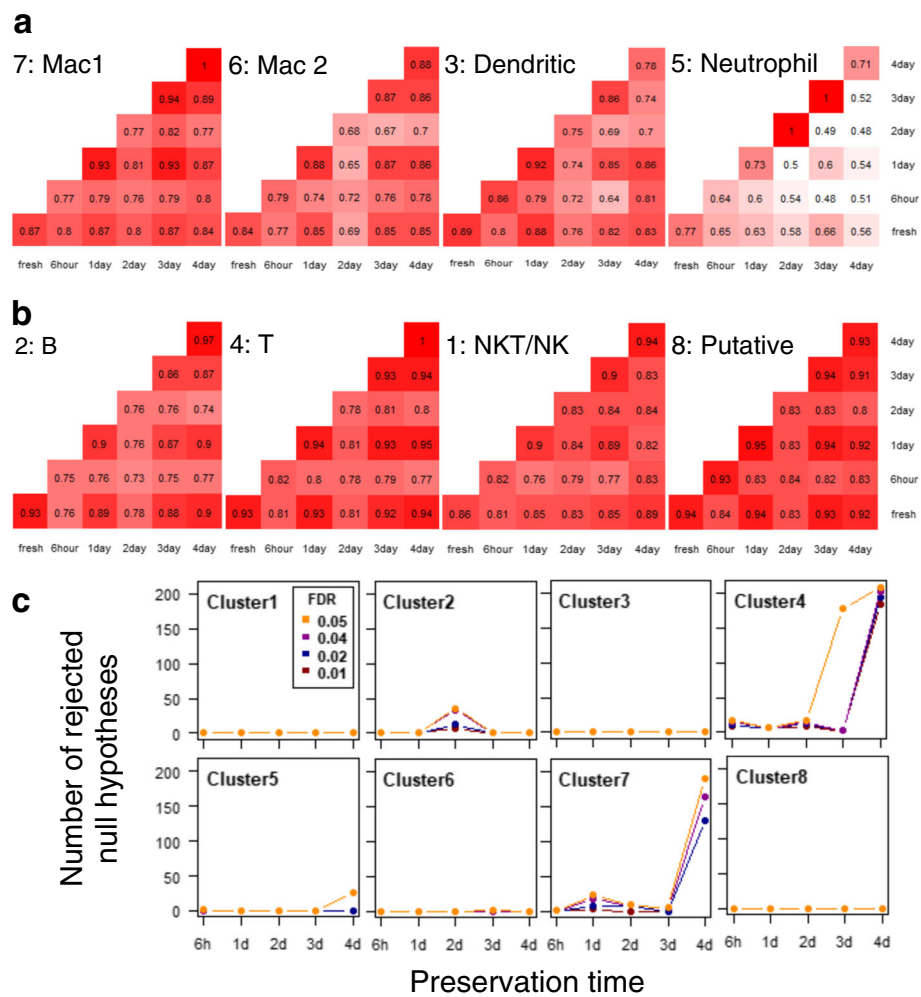 a
7: Mac1 6: Mac 2 3: Dendritic 5: Neutrophil
1 0.88 0.78 0.71 4day
0.94 0.89 0.87 0.86 0.86 0.74 1 0.52 3day
0.77 0.82 0.77 0.68 0.67 0.7 0.75 0.69 0.7 1 0.49 0.48 2day
0.93 0.81 0.93 0.87 0.88 0.65 0.87 0.86 0.92 0.74 0.85 0.86 0.73 0.5 0.6 0.54 1day
0.77 0.79 0.76 0.79 0.8 0.79 0.74 0.72 0.76 0.78 0.86 0.79 0.72 0.64 0.81 0.64 0.6 0.54 0.48 0.51 6hour
0.87 0.8 0.87 0.8 0.87 0.84 0.84 0.77 0.85 0.69 0.85 0.85 0.89 0.8 0.88 0.76 0.82 0.83 0.77 0.65 0.63 0.58 0.66 0.56 fresh
fresh 6hour 1day 2day 3day 4day fresh 6hour 1day 2day 3day 4day fresh 6hour 1day 2day 3day 4day fresh 6hour 1day 2day 3day 4day
b
2: B 4: T 1: NKT/NK 8: Putative
0.97 1 0.94 0.93 4day
0.86 0.87 0.93 0.94 0.9 0.83 0.94 0.91 3day
0.76 0.76 0.74 0.78 0.81 0.8 0.83 0.84 0.84 0.83 0.83 0.8 2day
0.9 0.76 0.87 0.9 0.94 0.81 0.93 0.95 0.9 0.84 0.89 0.82 0.95 0.83 0.94 0.92 1day
0.75 0.76 0.73 0.75 0.77 0.82 0.8 0.78 0.79 0.77 0.82 0.76 0.79 0.77 0.83 0.93 0.83 0.84 0.82 0.83 6hour
0.93 0.76 0.89 0.78 0.88 0.9 0.93 0.81 0.93 0.81 0.92 0.94 0.86 0.81 0.85 0.83 0.85 0.89 0.94 0.84 0.94 0.83 0.93 0.92 fresh
fresh 6hour 1day 2day 3day 4day fresh 6hour 1day 2day 3day 4day fresh 6hour 1day 2day 3day 4day fresh 6hour 1day 2day 3day 4day
c
Number of rejected
null hypotheses
200
150
100
50
0
Cluster1
FDR
0.05
0.04
0.02
0.01
Cluster2
Cluster3
Cluster4
200
150
100
50
0
Cluster5
Cluster6
Cluster7
Cluster8
6h 1d 2d 3d 4d 6h 1d 2d 3d 4d 6h 1d 2d 3d 4d 6h 1d 2d 3d 4d
Preservation time